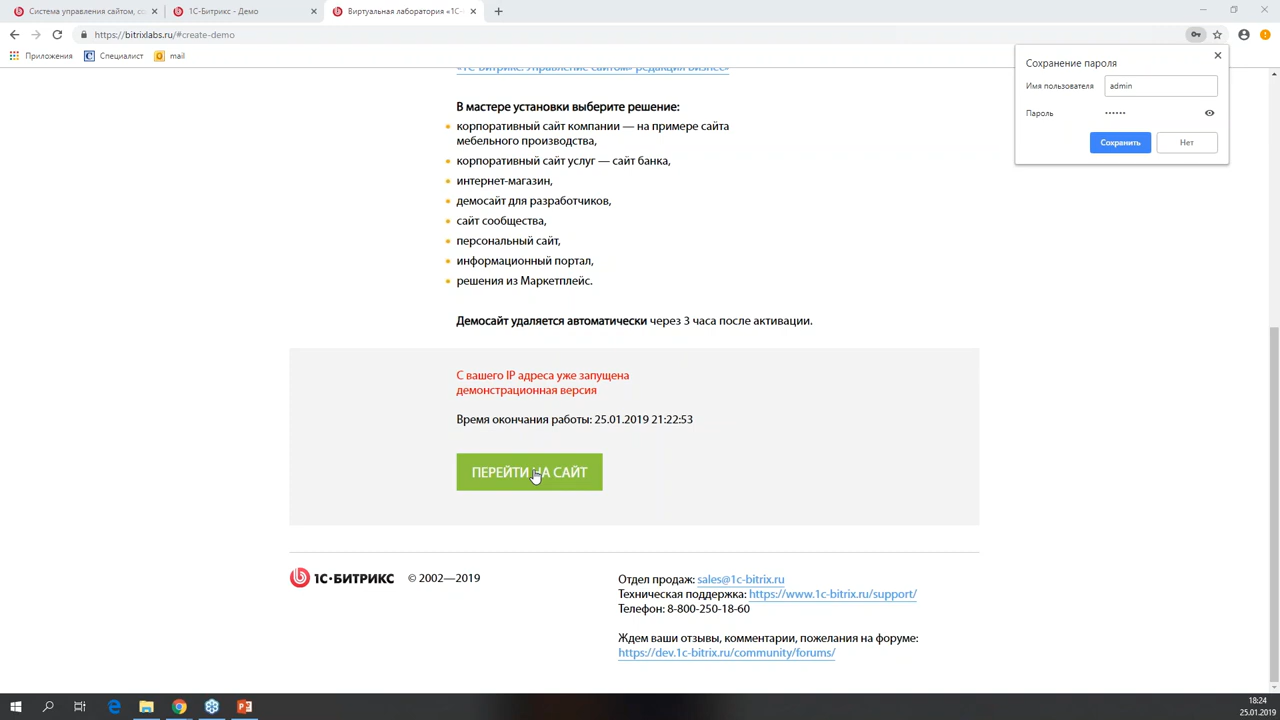 Система управления сайтом, со
1С-Битрикс - Демо
Виртуальная лаборатория «1С-
https://bitrixlabs.ru/#create-demo
Приложения
Специалист
mail
Сохранение пароля
Имя пользователя
admin
Пароль
••••••
Сохранить
Нет
«1С-Битрикс: Управление сайтом» редакция Бизнес»
В мастере установки выберите решение:
корпоративный сайт компании — на примере сайта
мебельного производства,
корпоративный сайт услуг — сайт банка,
интернет-магазин,
демосайт для разработчиков,
сайт сообщества,
персональный сайт,
информационный портал,
решения из Маркетплейс.
Демосайт удаляется автоматически через 3 часа после активации.
С вашего IP адреса уже запущена
демонстрационная версия
Время окончания работы: 25.01.2019 21:22:53
ПЕРЕЙТИ НА САЙТ
1С·БИТРИКС © 2002—2019
Отдел продаж: sales@1c-bitrix.ru
Техническая поддержка: https://www.1c-bitrix.ru/support/
Телефон: 8-800-250-18-60
Ждем ваши отзывы, комментарии, пожелания на форуме:
https://dev.1c-bitrix.ru/community/forums/
18:24
25.01.2019